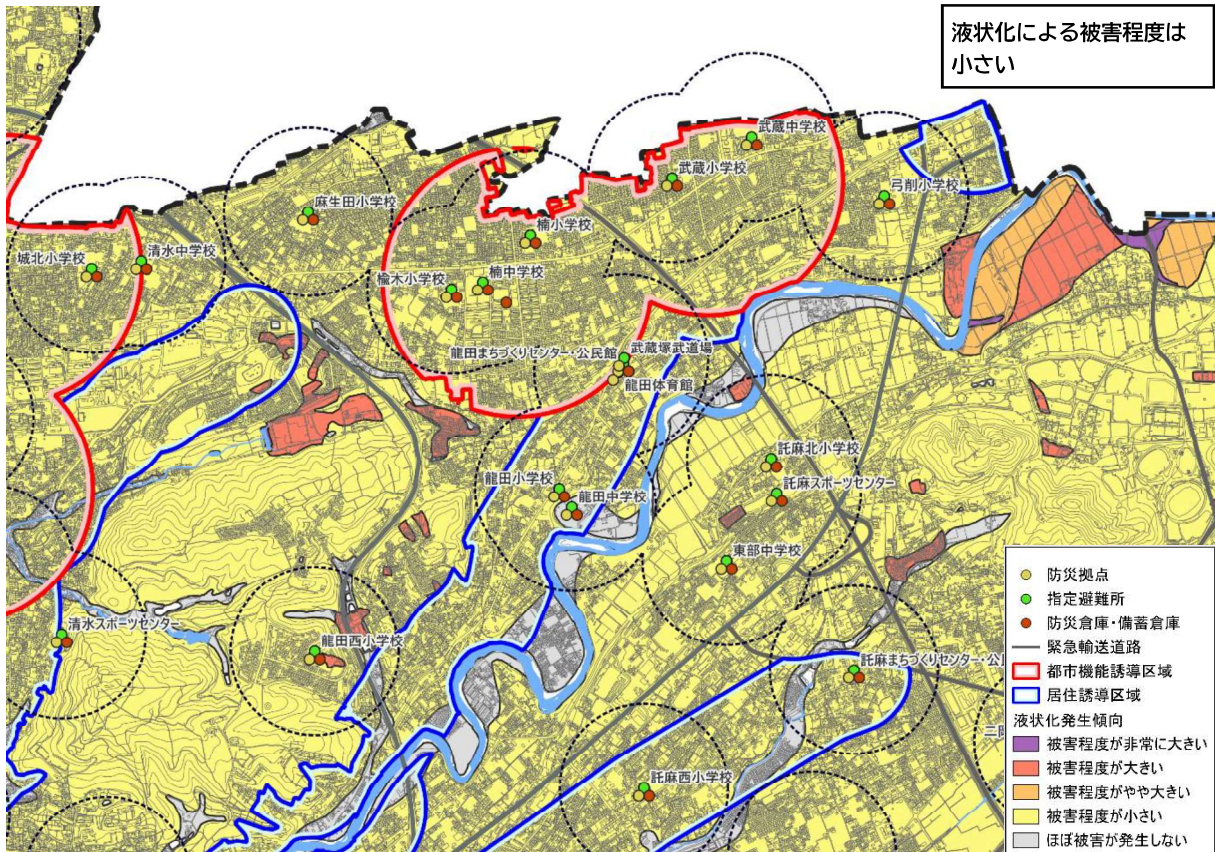 液状化による被害程度は
小さい
武蔵中学校
武蔵小学校
弓削小学校
麻生田小学校
楠小学校
城北小学校
清水中学校
楡木小学校
楠中学校
龍田まちづくりセンター・公民館
武蔵塚武道場
龍田体育館
託麻北小学校
龍田小学校
龍田中学校
託麻スポーツセンター
東部中学校
清水スポーツセンター
龍田西小学校
託麻まちづくりセンター・公
託麻西小学校
二岡
防災拠点
指定避難所
防災倉庫・備蓄倉庫
緊急輸送道路
都市機能誘導区域
居住誘導区域
液状化発生傾向
被害程度が非常に大きい
被害程度が大きい
被害程度がやや大きい
被害程度が小さい
ほぼ被害が発生しない